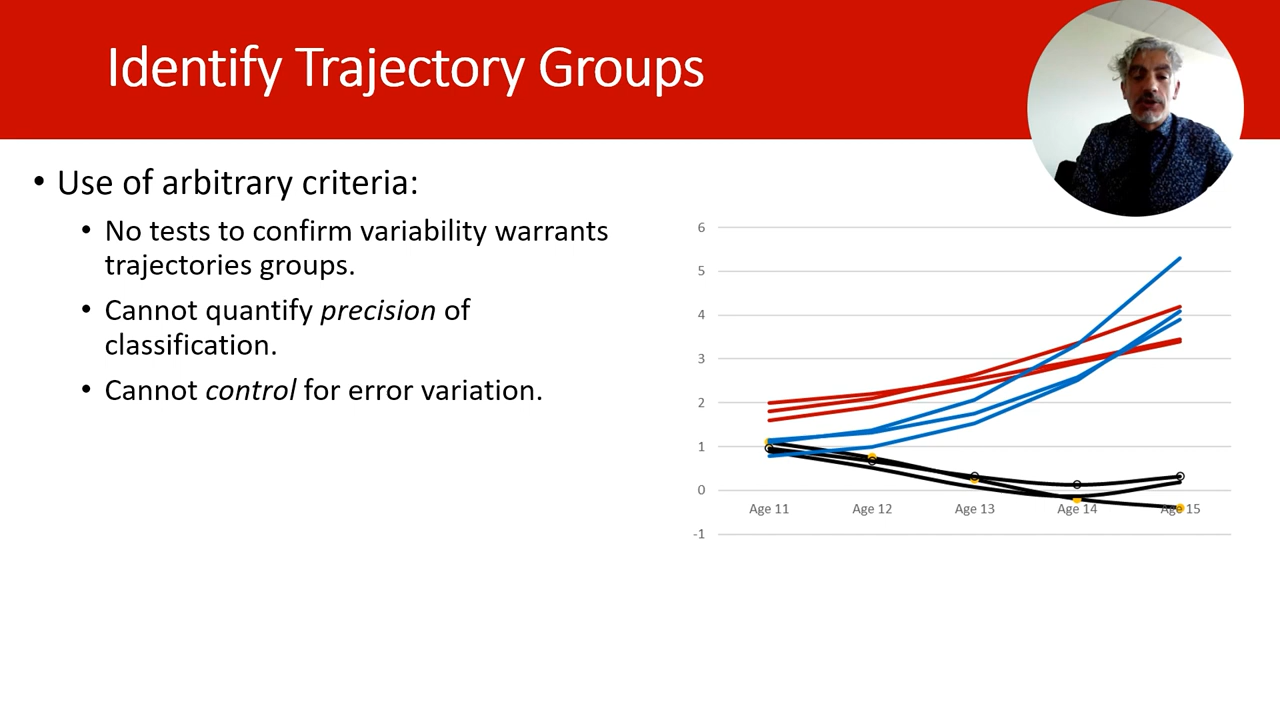 Identify Trajectory Groups
• Use of arbitrary criteria:
• No tests to confirm variability warrants
trajectories groups.
• Cannot quantify precision of
classification.
• Cannot control for error variation.
6
5
4
3
2
1
0
Age 11 Age 12 Age 13 Age 14 Age 15
-1